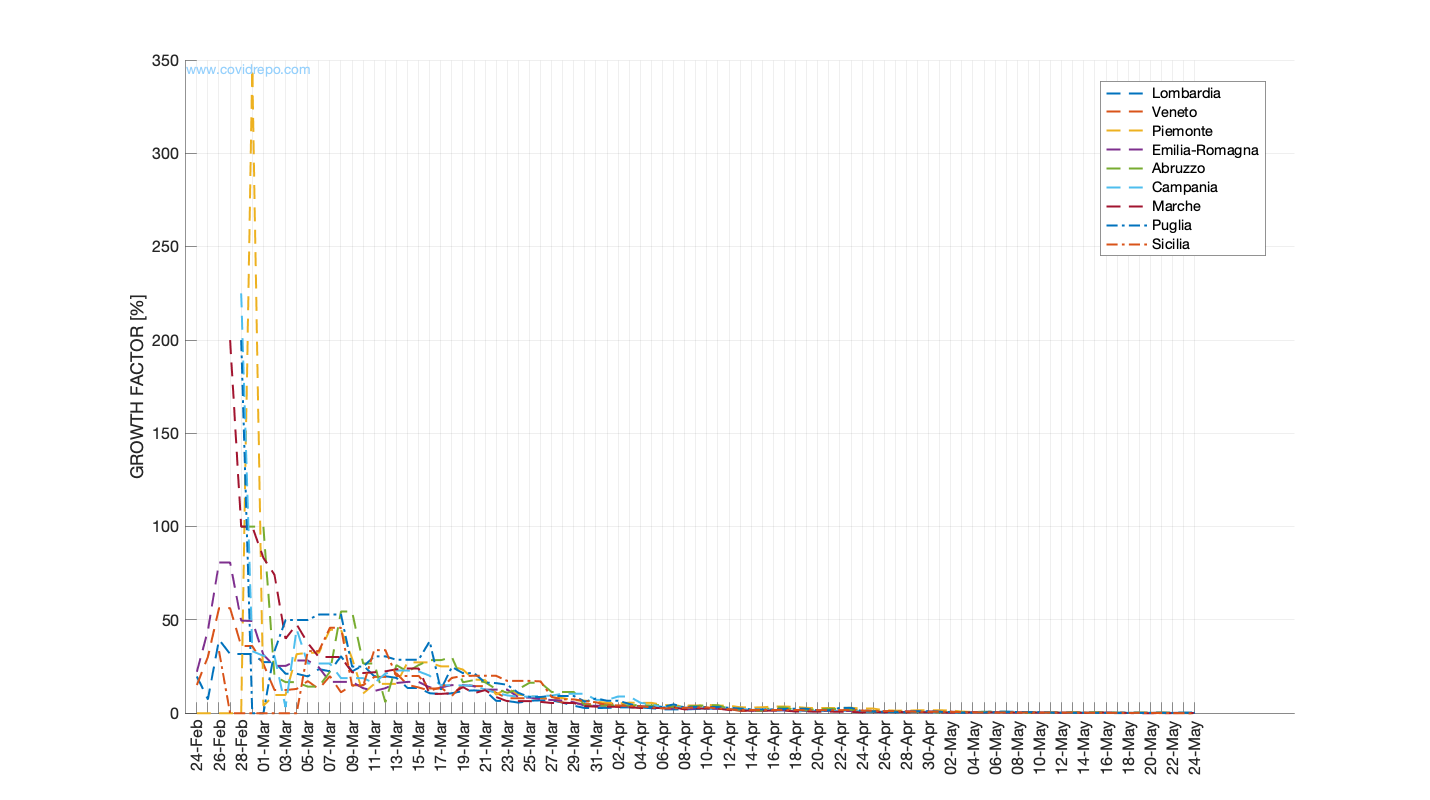 www.covidrepo.com
350
300
250
200
150
100
50
0
GROWTH FACTOR [%]
Lombardia
Veneto
Piemonte
Emilia-Romagna
Abruzzo
Campania
Marche
Puglia
Sicilia
24-Feb
26-Feb
28-Feb
01-Mar
03-Mar
05-Mar
07-Mar
09-Mar
11-Mar
13-Mar
15-Mar
17-Mar
19-Mar
21-Mar
23-Mar
25-Mar
27-Mar
29-Mar
31-Mar
02-Apr
04-Apr
06-Apr
08-Apr
10-Apr
12-Apr
14-Apr
16-Apr
18-Apr
20-Apr
22-Apr
24-Apr
26-Apr
28-Apr
30-Apr
02-May
04-May
06-May
08-May
10-May
12-May
14-May
16-May
18-May
20-May
22-May
24-May